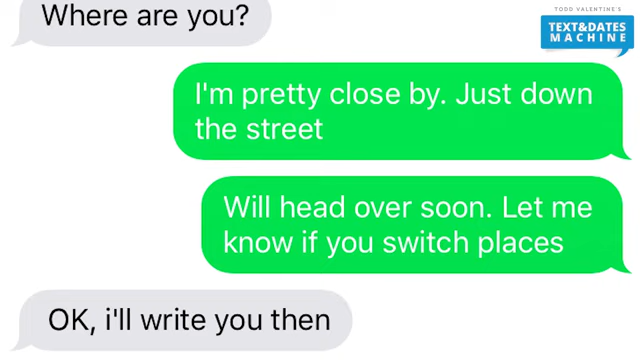 TODD VALENTINE'S
TEXT&DATES
MACHINE
Where are you?
I'm pretty close by. Just down
the street
Will head over soon. Let me
know if you switch places
OK, i'll write you then